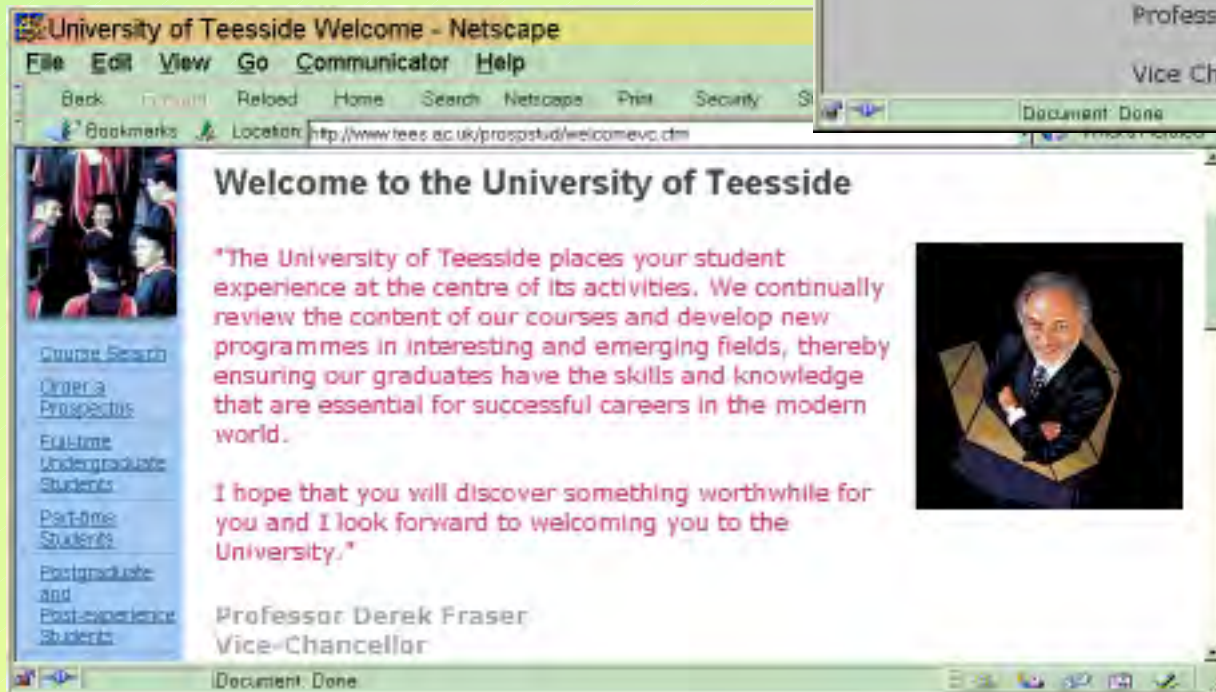 Profess
Vice Ch
Document: Done
University of Teesside Welcome - Netscape
File Edit View Go Communicator Help
Back Forward Reload Home Search Netscape Print Security S
Bookmarks Location: http://www.tees.ac.uk/prospstud/welcomevc.cfm
Welcome to the University of Teesside
"The University of Teesside places your student
experience at the centre of its activities. We continually
review the content of our courses and develop new
programmes in interesting and emerging fields, thereby
ensuring our graduates have the skills and knowledge
that are essential for successful careers in the modern
world.
I hope that you will discover something worthwhile for
you and I look forward to welcoming you to the
University."
Professor Derek Fraser
Vice-Chancellor
Course Search
Order a
Prospectus
Full-time
Undergraduate
Students
Part-time
Students
Postgraduate
and
Post-experience
Students
Document: Done